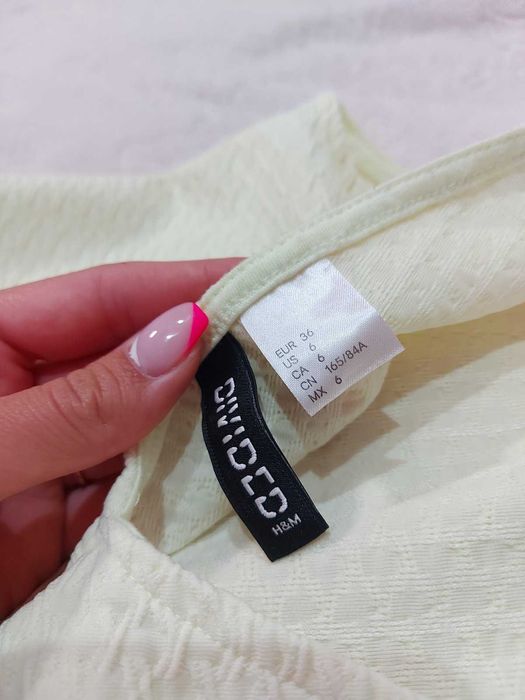 EUR 36
US 6
CA 6
CN 165/84A
MX 6
DIVIDED
H&M